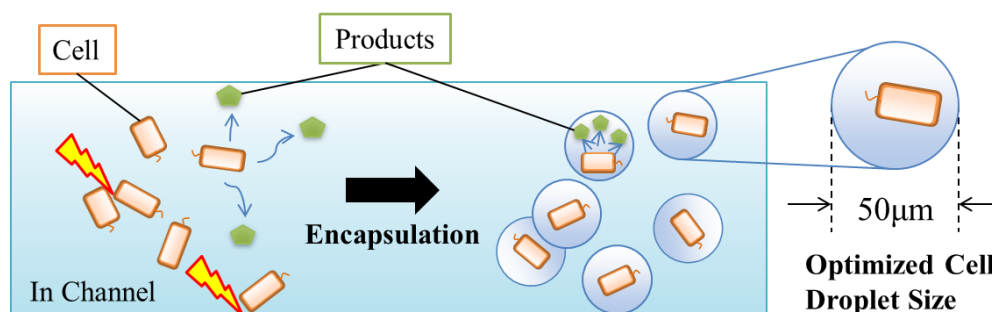 Cell
Products
Encapsulation
In Channel
50μm
Optimized Cell
Droplet Size